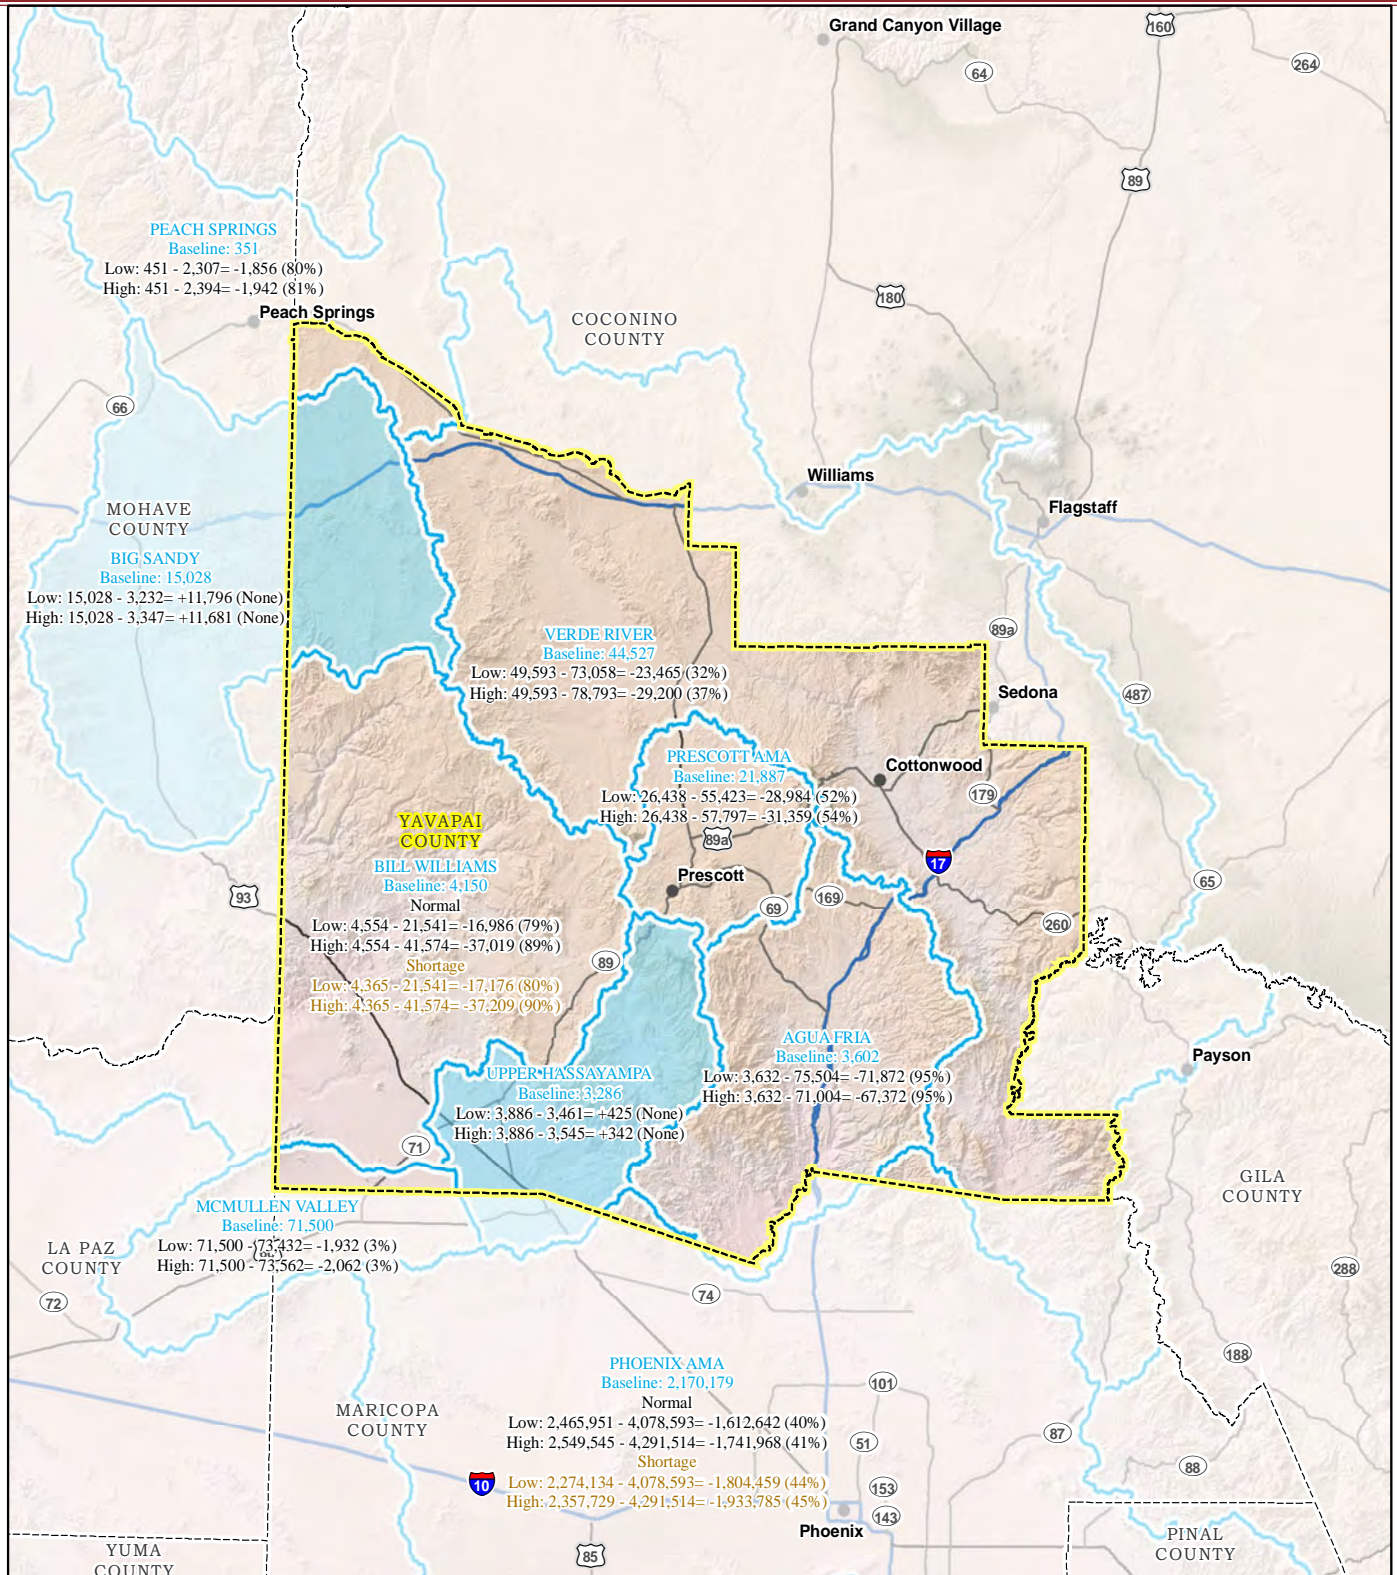 Grand Canyon Village
160
264
64
89
PEACH SPRINGS
Baseline: 351
Low: 451 - 2,307= -1,856 (80%)
High: 451 - 2,394= -1,942 (81%)
Peach Springs
180
COCONINO
COUNTY
66
Williams
Flagstaff
MOHAVE
COUNTY
BIG SANDY
Baseline: 15,028
Low: 15,028 - 3,232= +11,796 (None)
High: 15,028 - 3,347= +11,681 (None)
89a
VERDE RIVER
Baseline: 44,527
Low: 49,593 - 73,058= -23,465 (32%)
High: 49,593 - 78,793= -29,200 (37%)
Sedona
487
PRESCOTT AMA
Baseline: 21,887
Low: 26,438 - 55,423= -28,984 (52%)
High: 26,438 - 57,797= -31,359 (54%)
Cottonwood
179
89a
YAVAPAI
COUNTY
17
BILL WILLIAMS
Baseline: 4,150
Normal
Low: 4,554 - 21,541= -16,986 (79%)
High: 4,554 - 41,574= -37,019 (89%)
Shortage
Low: 4,365 - 21,541= -17,176 (80%)
High: 4,365 - 41,574= -37,209 (90%)
Prescott
65
93
169
69
260
89
AGUA FRIA
Baseline: 3,602
Low: 3,632 - 75,504= -71,872 (95%)
High: 3,632 - 71,004= -67,372 (95%)
Payson
UPPER HASSAYAMPA
Baseline: 3,286
Low: 3,886 - 3,461= +425 (None)
High: 3,886 - 3,545= +342 (None)
71
GILA
COUNTY
MCMULLEN VALLEY
Baseline: 71,500
Low: 71,500 - 73,432= -1,932 (3%)
High: 71,500 - 73,562= -2,062 (3%)
LA PAZ
COUNTY
288
72
74
188
PHOENIX AMA
Baseline: 2,170,179
Normal
Low: 2,465,951 - 4,078,593= -1,612,642 (40%)
High: 2,549,545 - 4,291,514= -1,741,968 (41%)
Shortage
Low: 2,274,134 - 4,078,593= -1,804,459 (44%)
High: 2,357,729 - 4,291,514= -1,933,785 (45%)
101
MARICOPA
COUNTY
51
87
88
10
153
143
Phoenix
PINAL
COUNTY
YUMA
COUNTY
85